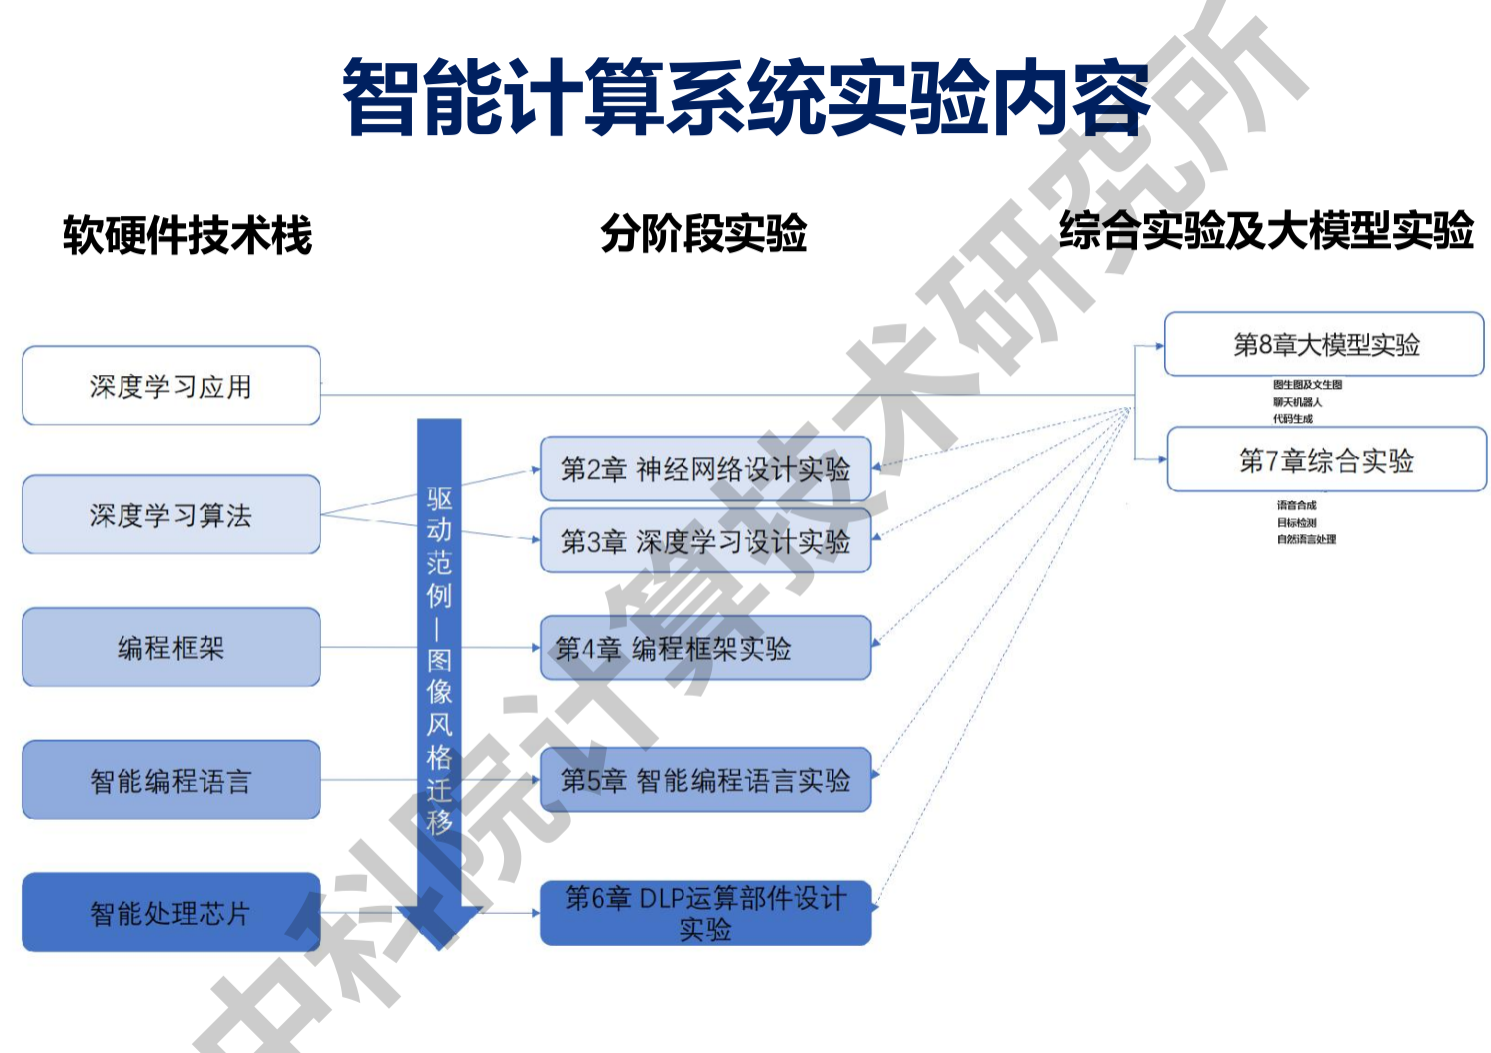 智能计算系统实验内容
软硬件技术栈
分阶段实验
综合实验及大模型实验
深度学习应用
深度学习算法
编程框架
智能编程语言
智能处理芯片
驱动范例—图像风格迁移
第2章 神经网络设计实验
第3章 深度学习设计实验
第4章 编程框架实验
第5章 智能编程语言实验
第6章 DLP运算部件设计
实验
第8章大模型实验
图生图及文生图
聊天机器人
代码生成
第7章综合实验
语音合成
目标检测
自然语言处理
中科院计算技术研究所